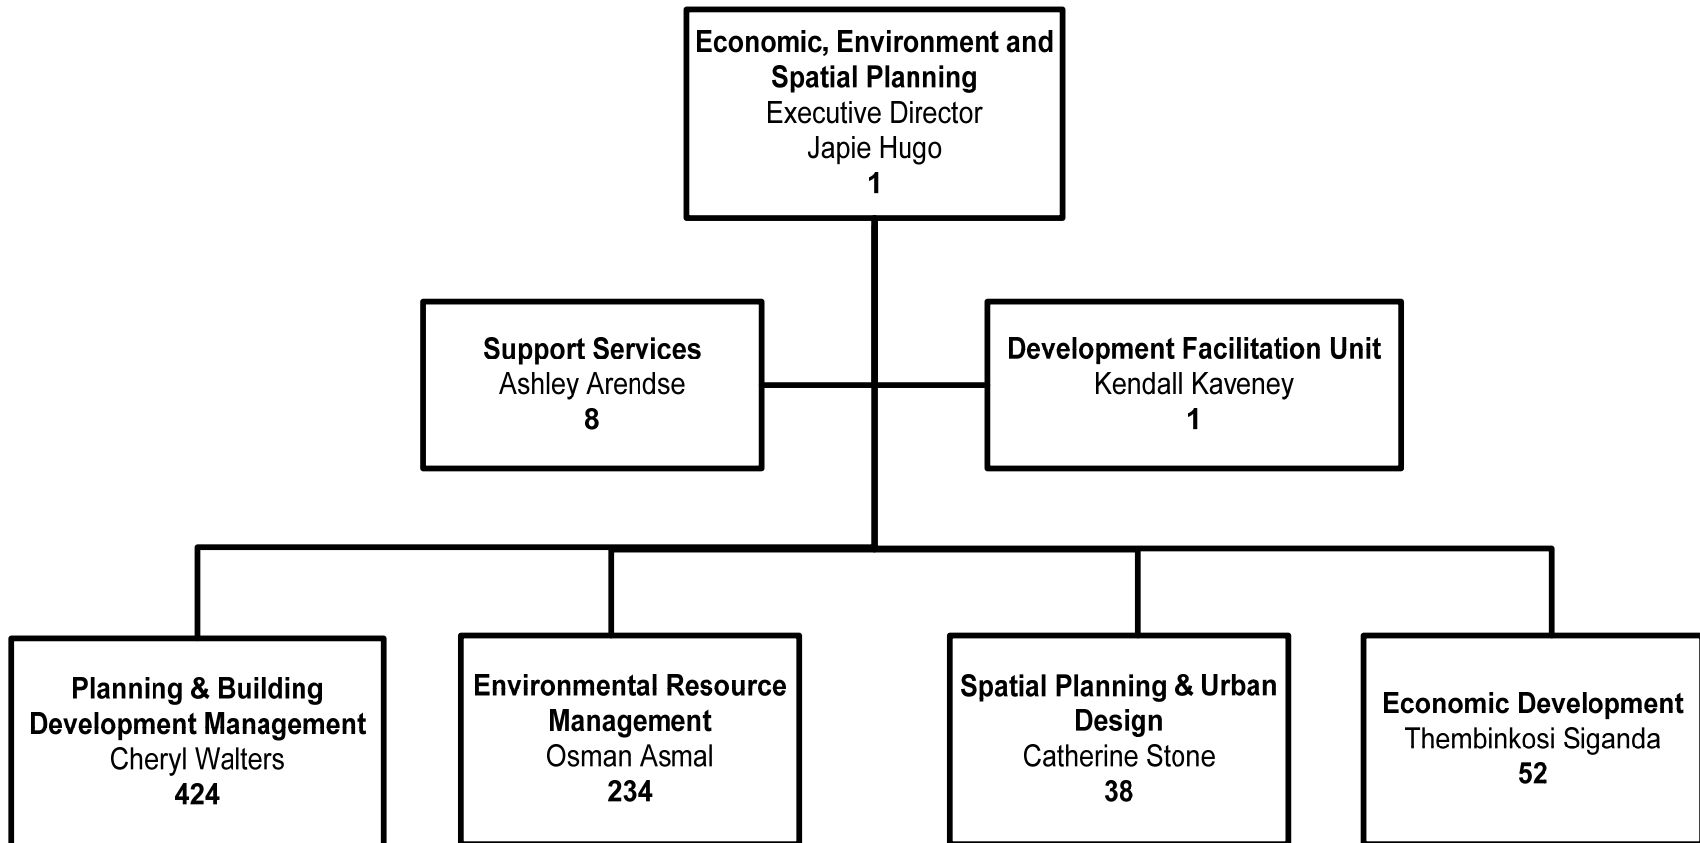 Economic, Environment and
Spatial Planning
Executive Director
Japie Hugo
1
Support Services
Ashley Arendse
8
Development Facilitation Unit
Kendall Kaveney
1
Planning & Building
Development Management
Cheryl Walters
424
Environmental Resource
Management
Osman Asmal
234
Spatial Planning & Urban
Design
Catherine Stone
38
Economic Development
Thembinkosi Siganda
52